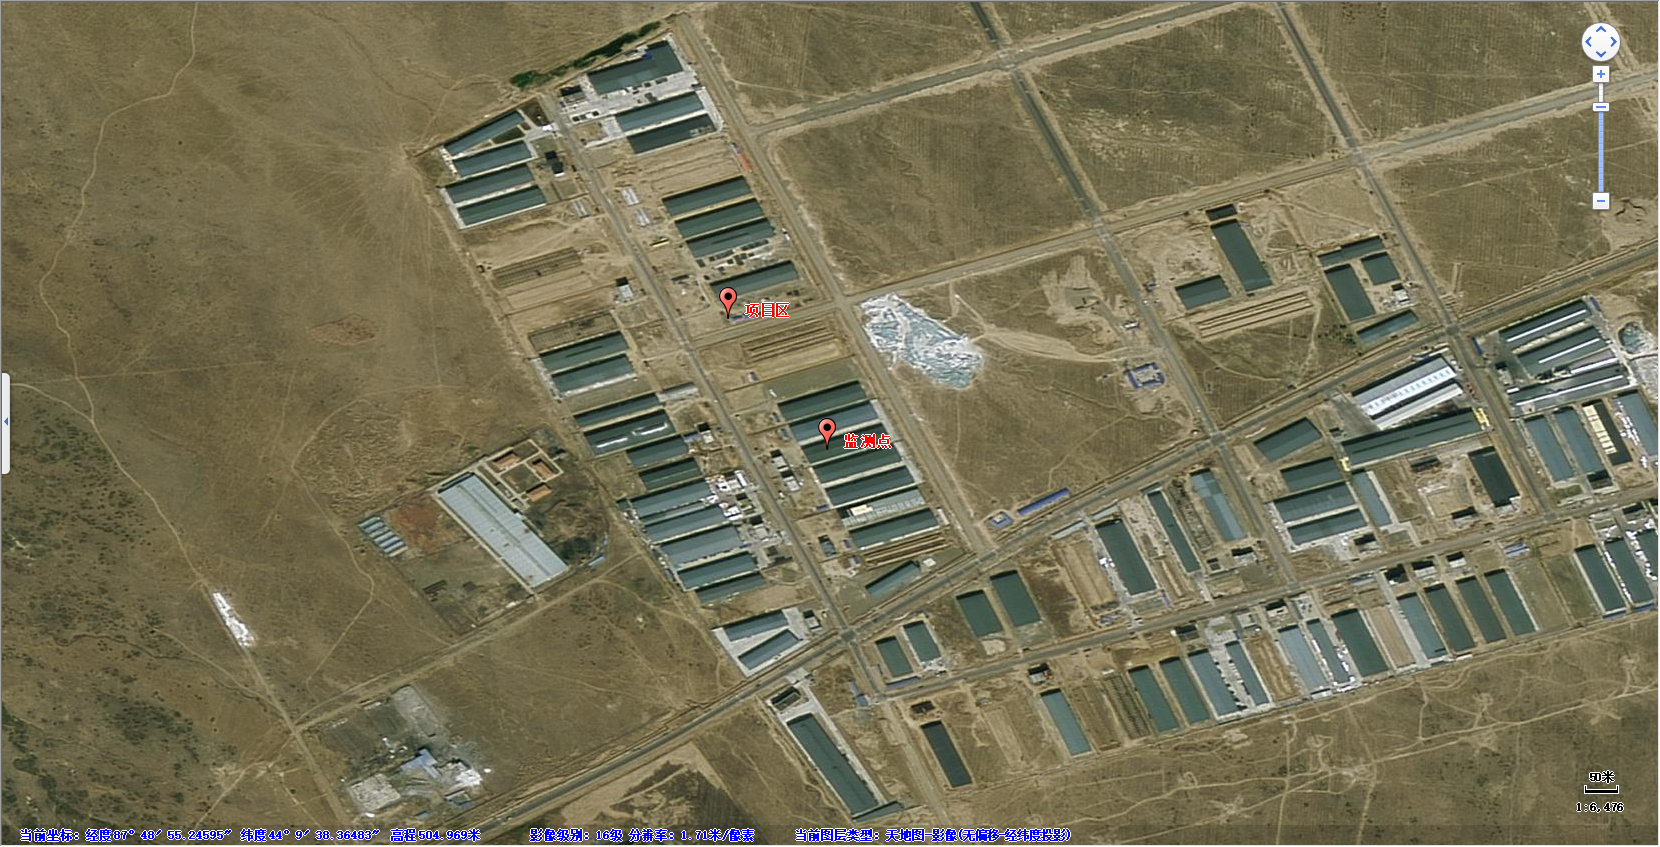 项目区
监测点
50米
1:6,476
当前坐标: 经度87° 48′ 55.24595″ 纬度44° 9′ 38.36483″ 高程504.969米 影像级别: 16级 分辨率: 1.71米/像素 当前图层类型: 天地图-影像(无偏移-经纬度投影)